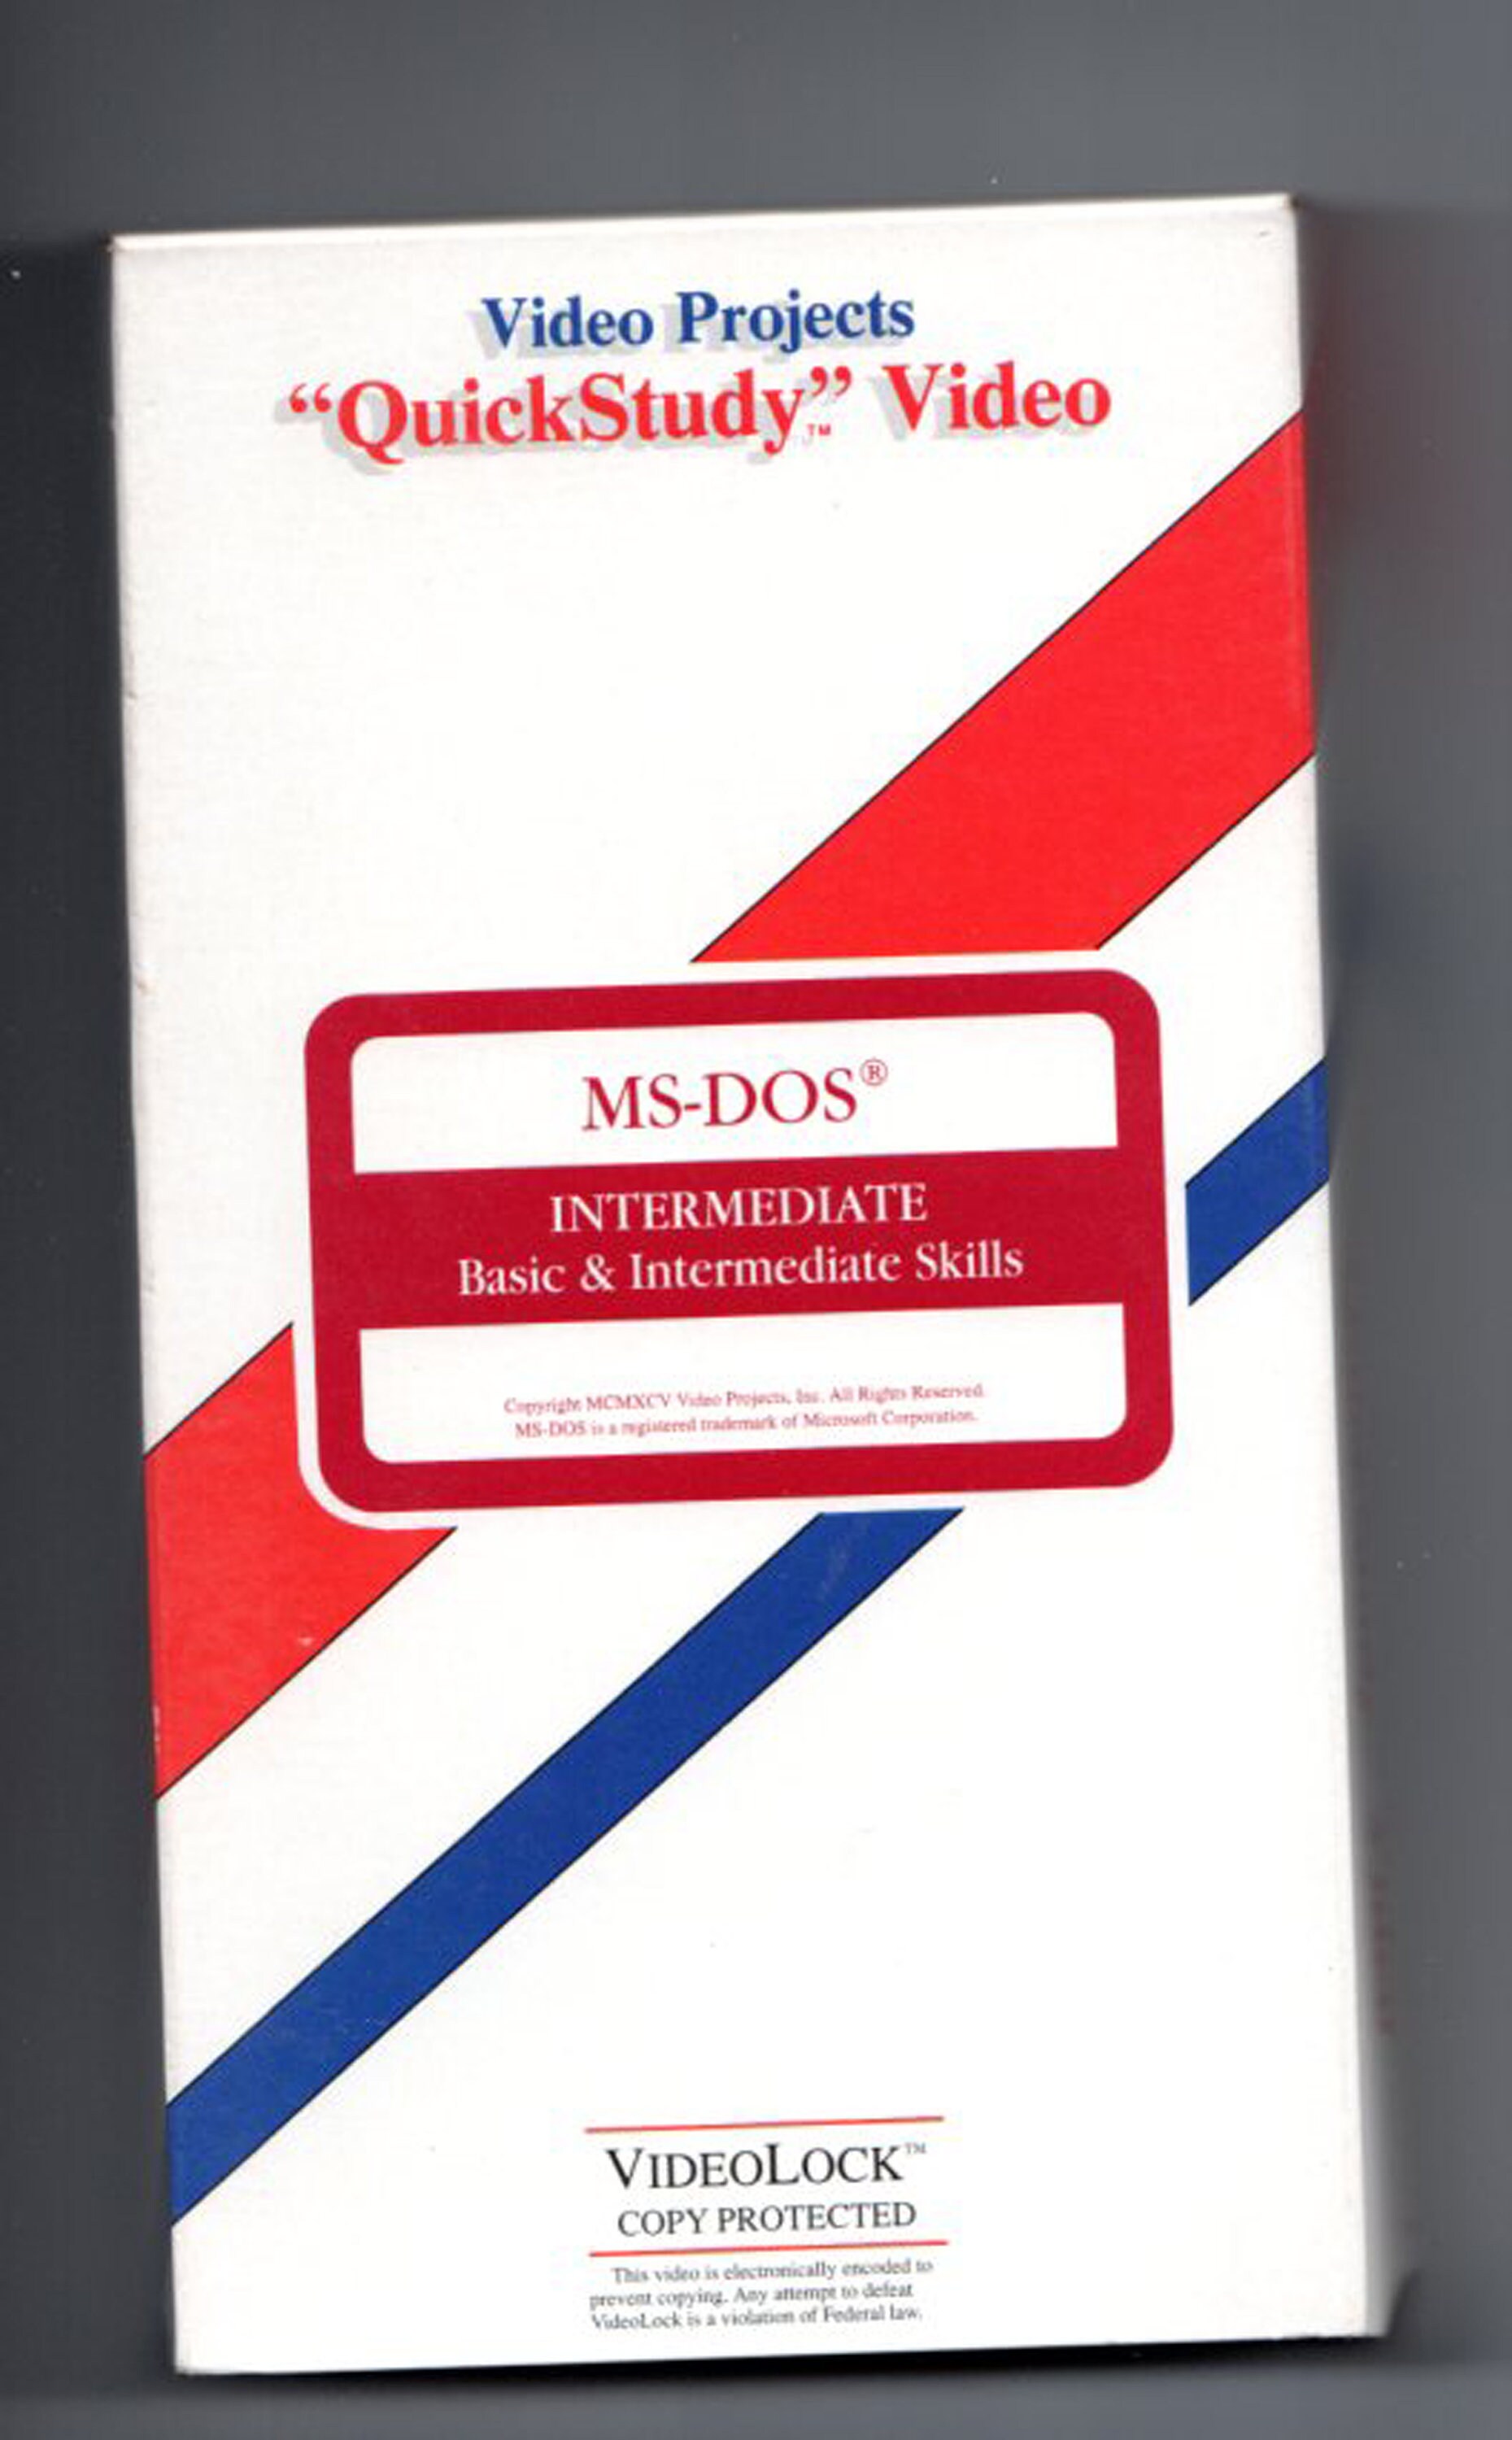 Video Projects
“QuickStudy”™ Video
MS-DOS®
INTERMEDIATE
Basic & Intermediate Skills
Copyright MCMXCV Video Projects, Inc. All Rights Reserved.
MS-DOS is a registered trademark of Microsoft Corporation.
VIDEOLOCK™
COPY PROTECTED
This video is electronically encoded to
prevent copying. Any attempt to defeat
VideoLock is a violation of Federal law.